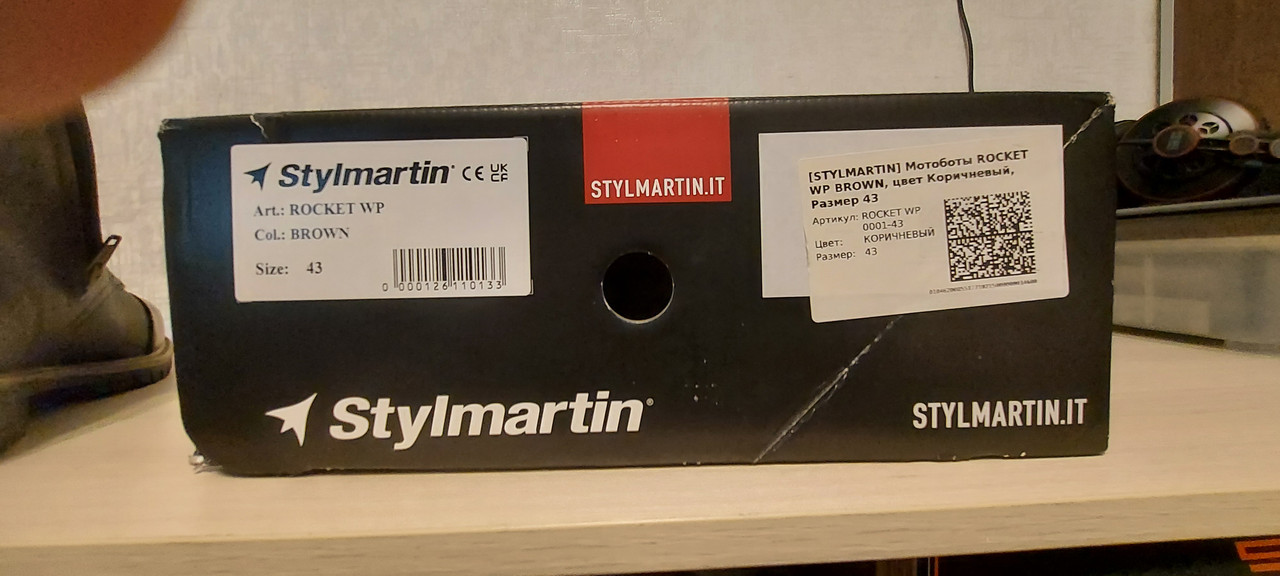 Stylmartin® CE UK CA
Art.: ROCKET WP
Col.: BROWN
Size: 43
0 000126 110133
STYLMARTIN.IT
[STYLMARTIN] Мотоботы ROCKET
WP BROWN, цвет Коричневый,
Размер 43
Артикул: ROCKET WP
0001-43
Цвет: КОРИЧНЕВЫЙ
Размер: 43
Stylmartin®
STYLMARTIN.IT